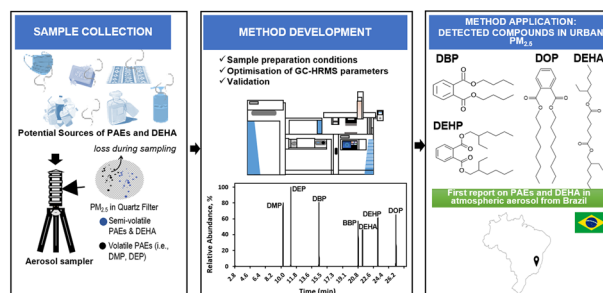 SAMPLE COLLECTION
Potential Sources of PAEs and DEHA
loss during sampling
PM2.5 in Quartz Filter
Semi-volatile
PAEs & DEHA
Volatile PAEs (i.e.,
DMP, DEP)
Aerosol sampler
METHOD DEVELOPMENT
✓Sample preparation conditions
✓Optimisation of GC-HRMS parameters
✓Validation
Relative Abundance, %
100
80
60
40
20
0
DMP
DEP
DBP
BBP
DEHA
DEHP
DOP
2.8 4.6 6.4 8.2 10.0 11.8 13.7 15.5 17.3 19.1 20.8 22.6 24.4 26.2
Time (min)
METHOD APPLICATION:
DETECTED COMPOUNDS IN URBAN
PM2.5
DBP
DOP
DEHA
DEHP
First report on PAEs and DEHA in
atmospheric aerosol from Brazil